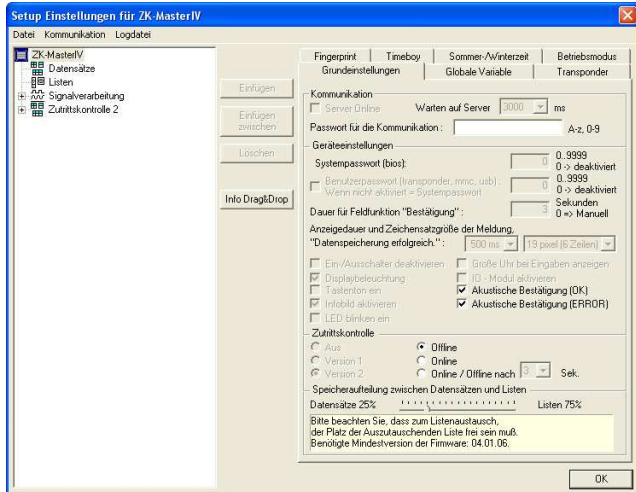 Setup Einstellungen für ZK-MasterIV
Datei Kommunikation Logdatei
ZK-MasterIV
Datensätze
Listen
Signalverarbeitung
Zutrittskontrolle 2
Einfügen
Einfügen
zwischen
Löschen
Info Drag&Drop
Fingerprint Timeboy Sommer-/Winterzeit Betriebsmodus
Grundeinstellungen Globale Variable Transponder
Kommunikation
Server Online Warten auf Server 3000 ms
Passwort für die Kommunikation : A-z, 0-9
Geräteeinstellungen
Systempasswort (bios): 0 0..9999
0 -> deaktiviert
Benutzerpasswort (transponder, mmc, usb) : 0 0..9999
Wenn nicht aktiviert = Systempasswort 0 -> deaktiviert
Dauer für Feldfunktion "Bestätigung" : 3 Sekunden
0 => Manuell
Anzeigedauer und Zeichensatzgröße der Meldung,
"Datenspeicherung erfolgreich." : 500 ms 19 pixel (6 Zeilen)
Ein-/Ausschalter deaktivieren Große Uhr bei Eingaben anzeigen
Displaybeleuchtung IO - Modul aktivieren
Tastenton ein Akustische Bestätigung (OK)
Infobild aktivieren Akustische Bestätigung (ERROR)
LED blinken ein
Zutrittskontrolle
Aus Offline
Version 1 Online
Version 2 Online / Offline nach 3 Sek.
Speicheraufteilung zwischen Datensätzen und Listen
Datensätze 25% Listen 75%
Bitte beachten Sie, dass zum Listenaustausch,
der Platz der Auszutauschenden Liste frei sein muß.
Benötigte Mindestversion der Firmware: 04.01.06.
OK